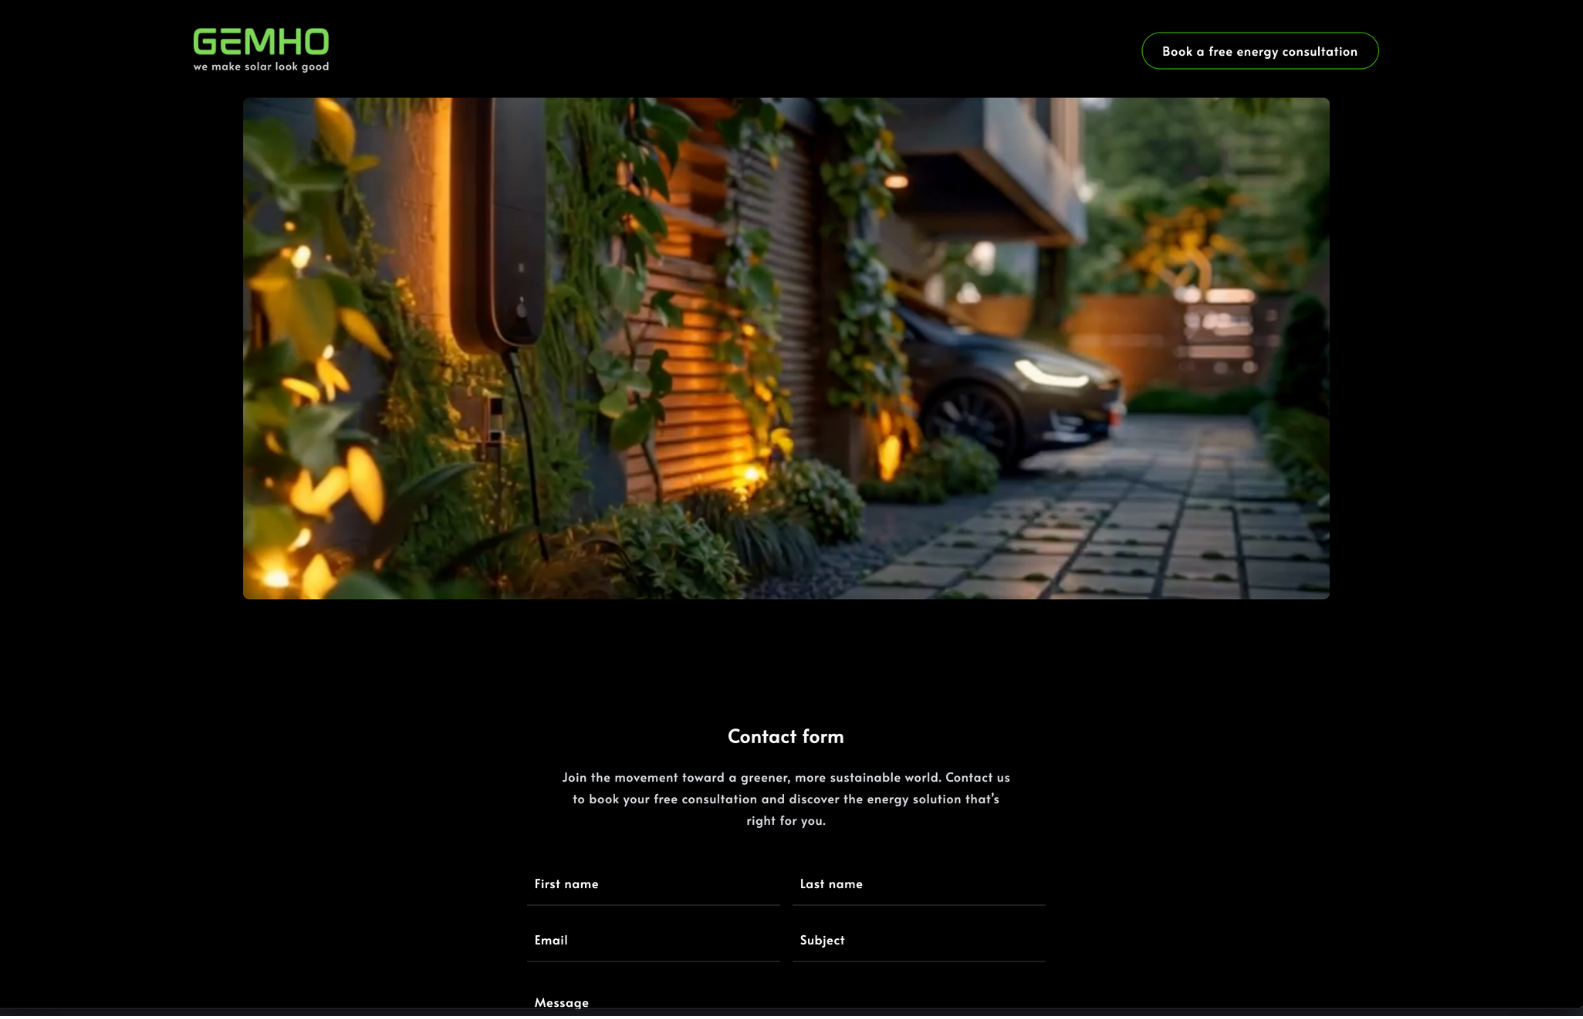 GEMHO
we make solar look good
Book a free energy consultation
Contact form
Join the movement toward a greener, more sustainable world. Contact us
to book your free consultation and discover the energy solution that's
right for you.
First name
Last name
Email
Subject
Message